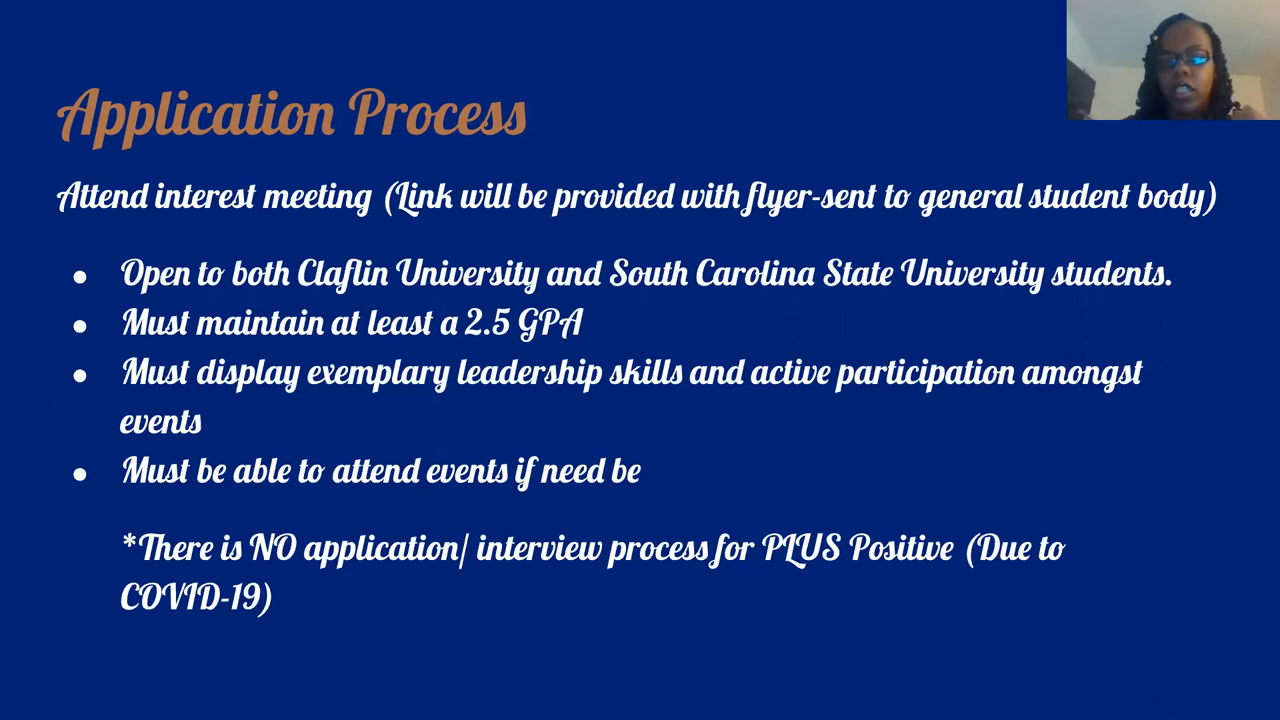 Application Process
Attend interest meeting (Link will be provided with flyer-sent to general student body)
● Open to both Claflin University and South Carolina State University students.
● Must maintain at least a 2.5 GPA
● Must display exemplary leadership skills and active participation amongst
events
● Must be able to attend events if need be
*There is NO application/ interview process for PLUS Positive (Due to
COVID-19)